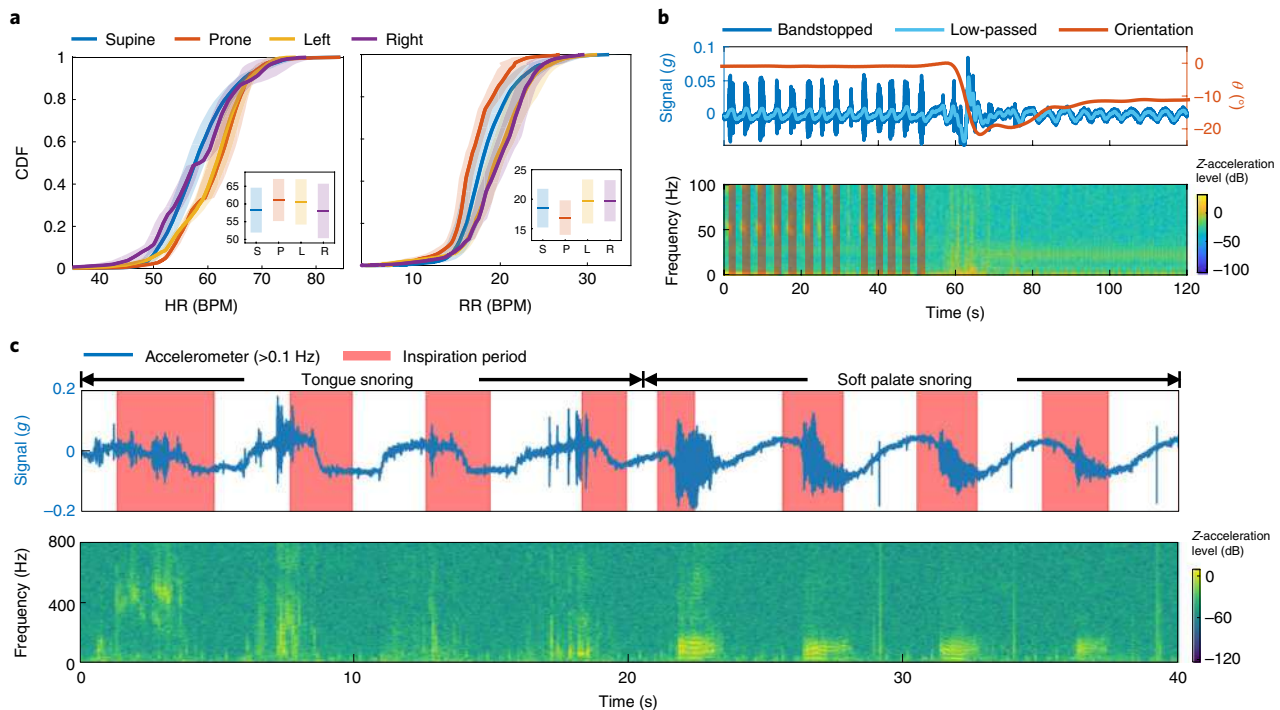 a
Supine Prone Left Right
1
0.8
0.6
0.4
0.2
0
CDF
65
60
55
50
S P L R
40 60 80
HR (BPM)
25
20
15
S P L R
10 20 30
RR (BPM)
b
Bandstopped Low-passed Orientation
0.1
0.05
0
Signal (g)
0
−10
−20
θ (°)
100
50
0
Frequency (Hz)
0 20 40 60 80 100 120
Time (s)
Z-acceleration
level (dB)
0
−50
−100
c
Accelerometer (>0.1 Hz) Inspiration period
Tongue snoring Soft palate snoring
0.2
0
−0.2
Signal (g)
800
400
0
Frequency (Hz)
0 10 20 30 40
Time (s)
Z-acceleration
level (dB)
0
−60
−120